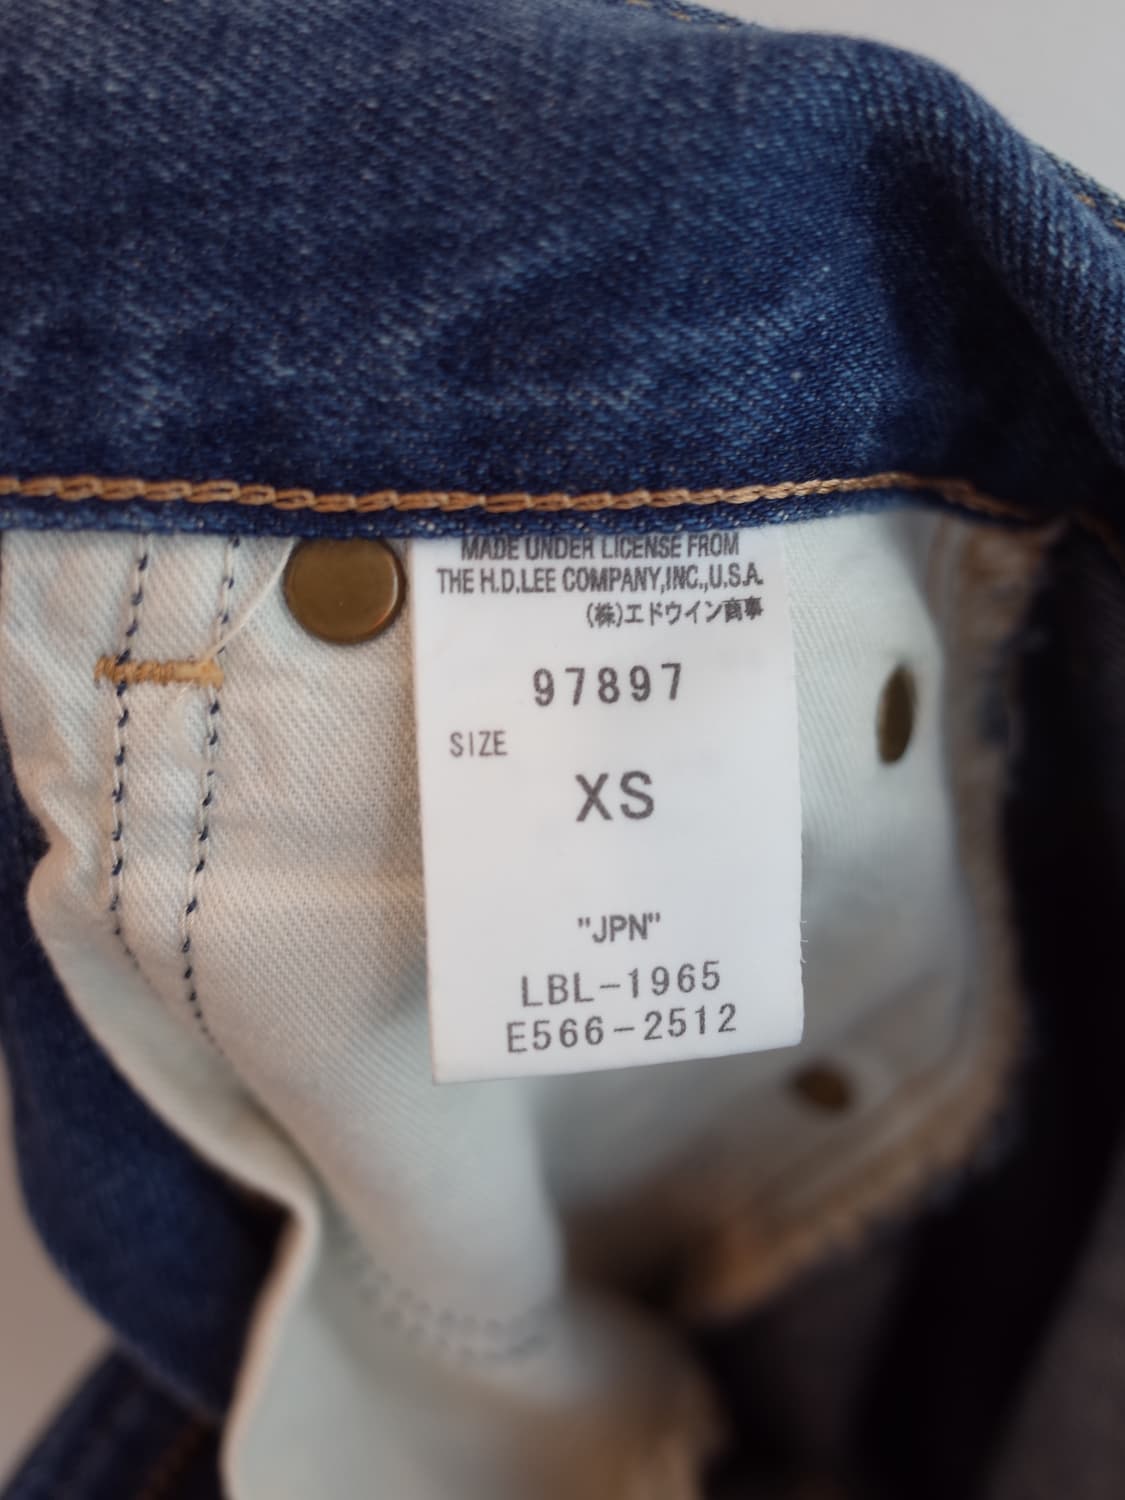 MADE UNDER LICENSE FROM
THE H.D.LEE COMPANY,INC.,U.S.A.
(株)エドウイン商事
97897
SIZE
XS
"JPN"
LBL-1965
E566-2512